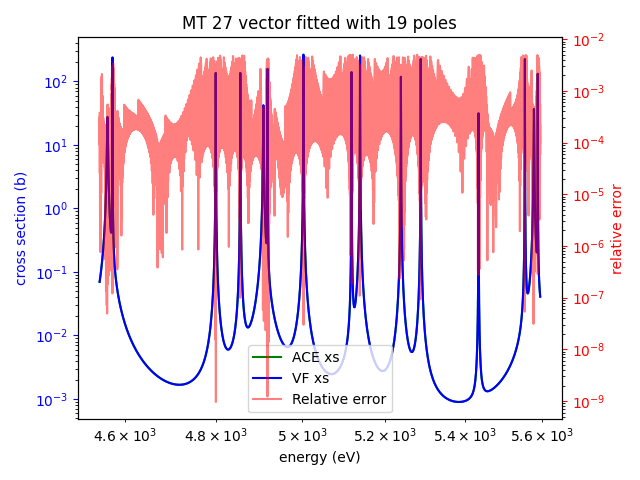 MT 27 vector fitted with 19 poles
cross section (b)
10²
10¹
10⁰
10⁻¹
10⁻²
10⁻³
10⁻²
10⁻³
10⁻⁴
10⁻⁵
10⁻⁶
10⁻⁷
10⁻⁸
10⁻⁹
relative error
ACE xs
VF xs
Relative error
4.6 × 10³ 4.8 × 10³ 5 × 10³ 5.2 × 10³ 5.4 × 10³ 5.6 × 10³
energy (eV)